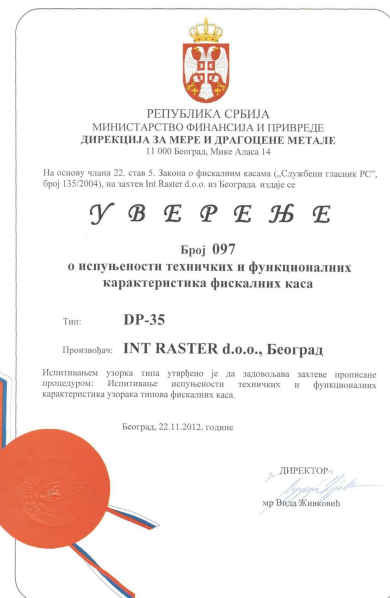 РЕПУБЛИКА СРБИЈА
МИНИСТАРСТВО ФИНАНСИЈА И ПРИВРЕДЕ
ДИРЕКЦИЈА ЗА МЕРЕ И ДРАГОЦЕНЕ МЕТАЛЕ
11 000 Београд, Мике Аласа 14
На основу члана 22. став 5. Закона о фискалним касама („Службени гласник РС”,
број 135/2004), на захтев Int Raster d.o.o. из Београда, издаје се
УВЕРЕЊЕ
Број 097
о испуњености техничких и функционалних
карактеристика фискалних каса
Тип: DP-35
Произвођач: INT RASTER d.o.o., Београд
Испитивањем узорка типа утврђено је да задовољава захтеве прописане
процедуром: Испитивање испуњености техничких и функционалних
карактеристика узорака типова фискалних каса.
Београд, 22.11.2012. године
ДИРЕКТОР
мр Вида Живковић